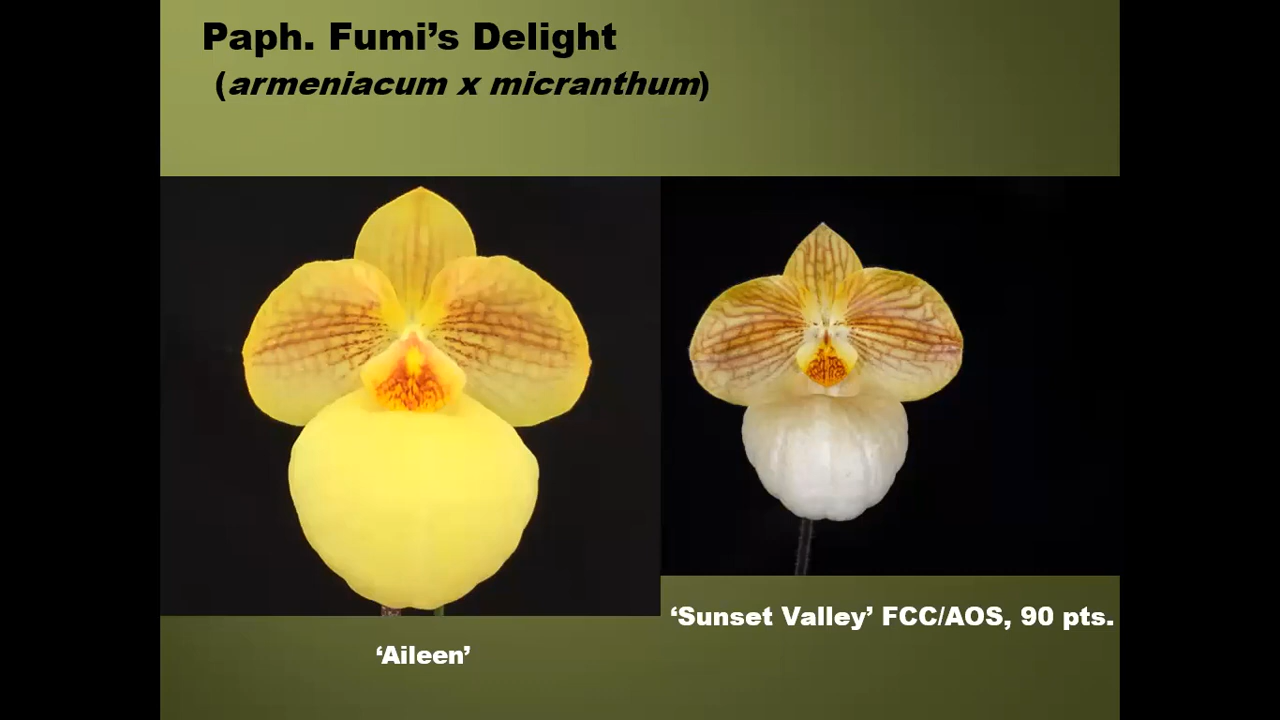 Paph. Fumi’s Delight
(armeniacum x micranthum)
‘Sunset Valley’ FCC/AOS, 90 pts.
‘Aileen’